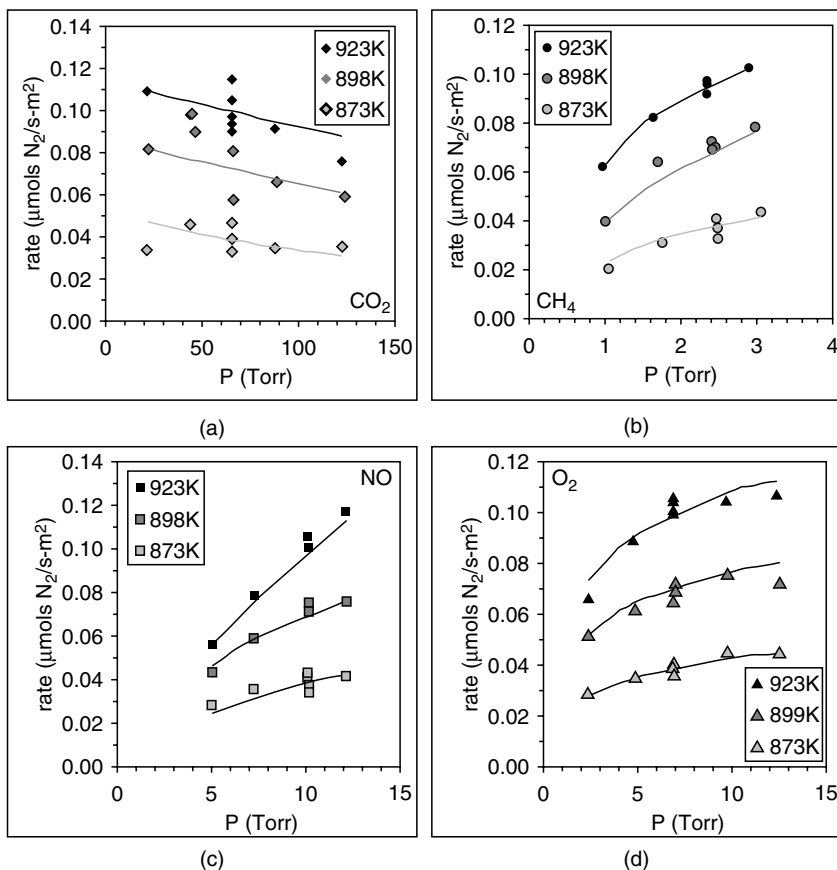 rate (μmols N₂/s-m²)
0.14
0.12
0.10
0.08
0.06
0.04
0.02
0.00
0 50 100 150
P (Torr)
923K
898K
873K
CO₂
(a)
rate (μmols N₂/s-m²)
0.12
0.10
0.08
0.06
0.04
0.02
0.00
0 1 2 3 4
P (Torr)
923K
898K
873K
CH₄
(b)
rate (μmols N₂/s-m²)
0.14
0.12
0.10
0.08
0.06
0.04
0.02
0.00
0 5 10 15
P (Torr)
923K
898K
873K
NO
(c)
rate (μmols N₂/s-m²)
0.12
0.10
0.08
0.06
0.04
0.02
0.00
0 5 10 15
P (Torr)
O₂
923K
899K
873K
(d)